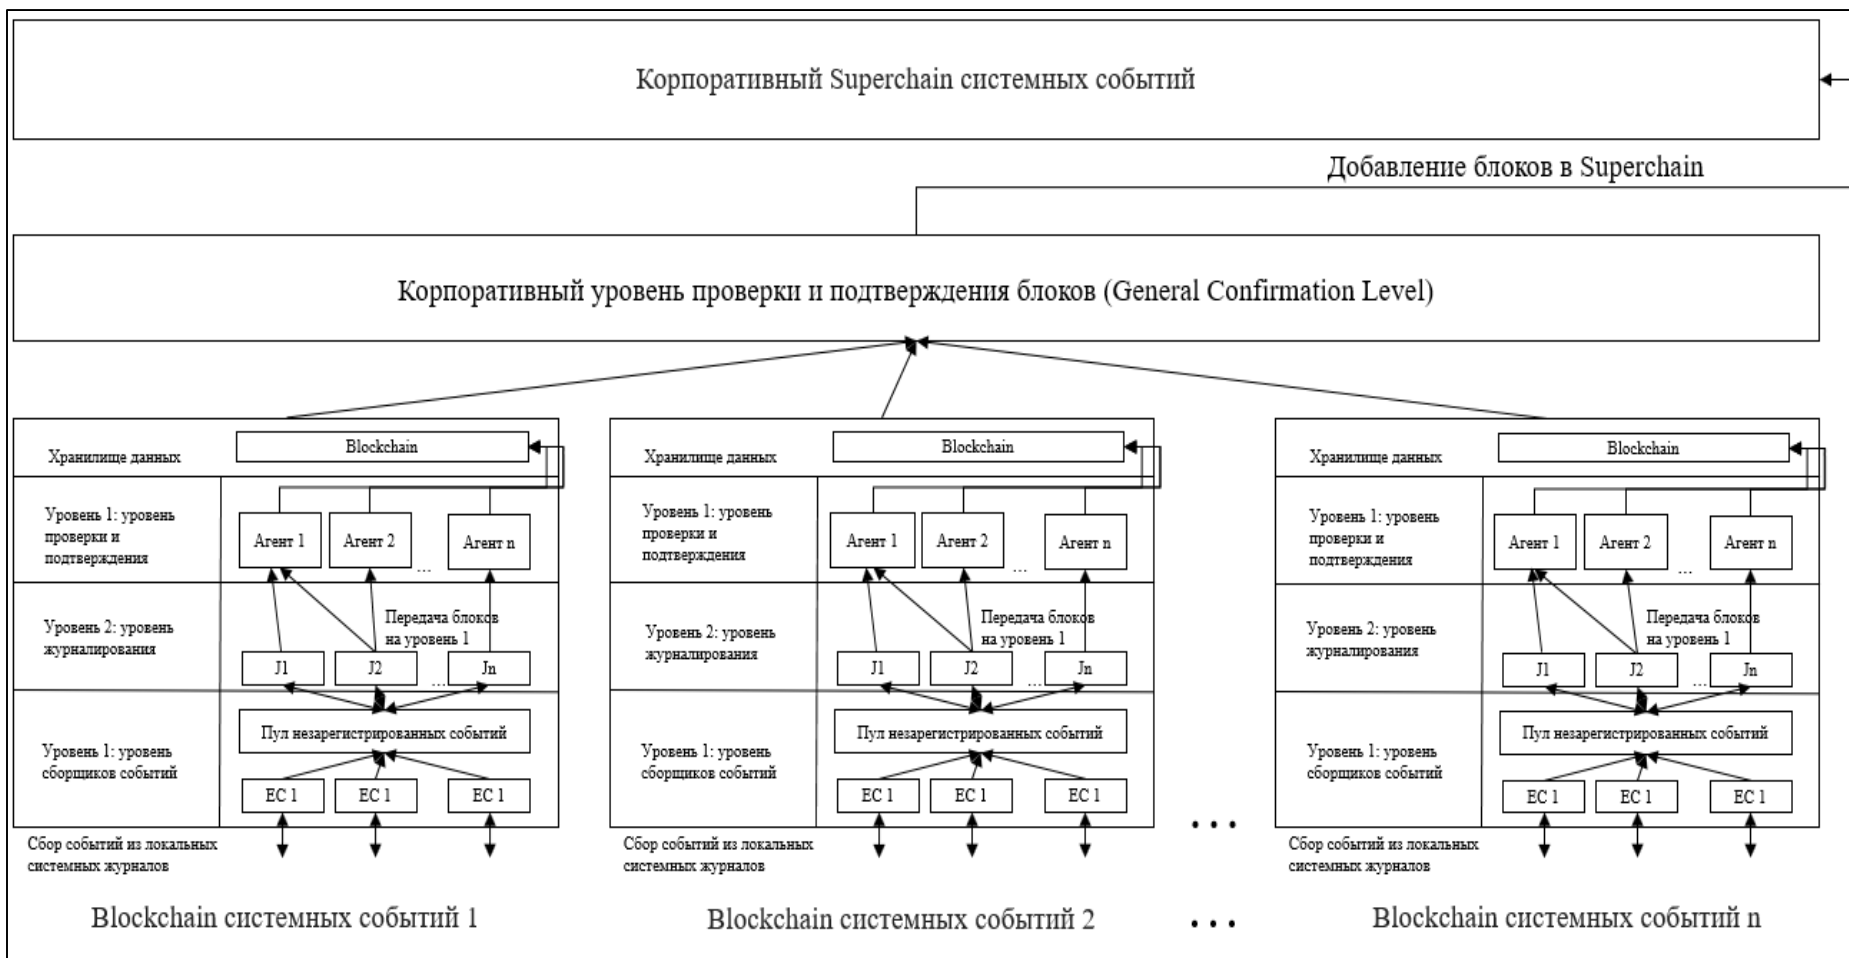 Корпоративный Superchain системных событий
Добавление блоков в Superchain
Корпоративный уровень проверки и подтверждения блоков (General Confirmation Level)
Хранилище данных
Blockchain
Уровень 1: уровень
проверки и
подтверждения
Агент 1
Агент 2
...
Агент n
Уровень 2: уровень
журналирования
Передача блоков
на уровень 1
J1
J2
...
Jn
Уровень 1: уровень
сборщиков событий
Пул незарегистрированных событий
EC 1
EC 1
EC 1
Сбор событий из локальных
системных журналов
Blockchain системных событий 1
Хранилище данных
Blockchain
Уровень 1: уровень
проверки и
подтверждения
Агент 1
Агент 2
...
Агент n
Уровень 2: уровень
журналирования
Передача блоков
на уровень 1
J1
J2
...
Jn
Уровень 1: уровень
сборщиков событий
Пул незарегистрированных событий
EC 1
EC 1
EC 1
Сбор событий из локальных
системных журналов
Blockchain системных событий 2
...
...
Хранилище данных
Blockchain
Уровень 1: уровень
проверки и
подтверждения
Агент 1
Агент 2
...
Агент n
Уровень 2: уровень
журналирования
Передача блоков
на уровень 1
J1
J2
...
Jn
Уровень 1: уровень
сборщиков событий
Пул незарегистрированных событий
EC 1
EC 1
EC 1
Сбор событий из локальных
системных журналов
Blockchain системных событий n